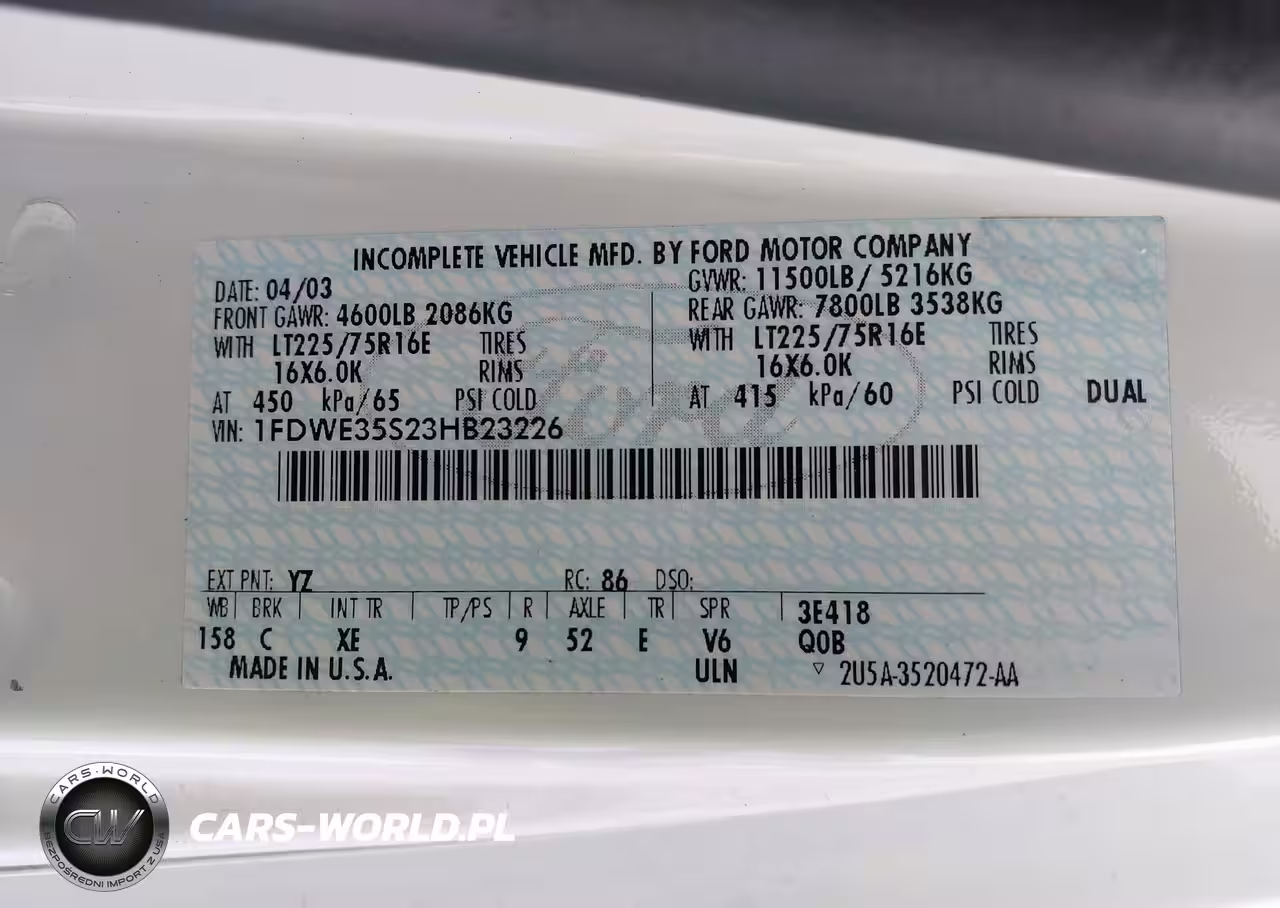 INCOMPLETE VEHICLE MFD. BY FORD MOTOR COMPANY
DATE: 04/03 GVWR: 11500LB/ 5216KG
FRONT GAWR: 4600LB 2086KG REAR GAWR: 7800LB 3538KG
WITH LT225/75R16E TIRES WITH LT225/75R16E TIRES
16X6.0K RIMS 16X6.0K RIMS
AT 450 kPa/65 PSI COLD AT 415 kPa/60 PSI COLD DUAL
VIN: 1FDWE35S23HB23226
Ford
EXT PNT: YZ RC: 86 DSO:
WB BRK INT TR TP/PS R AXLE TR SPR 3E418
158 C XE 9 52 E V6 Q0B
MADE IN U.S.A. ULN ▽ 2U5A-3520472-AA
CARS-WORLD
CW
BEZPOŚREDNI IMPORT Z USA
CARS-WORLD.PL